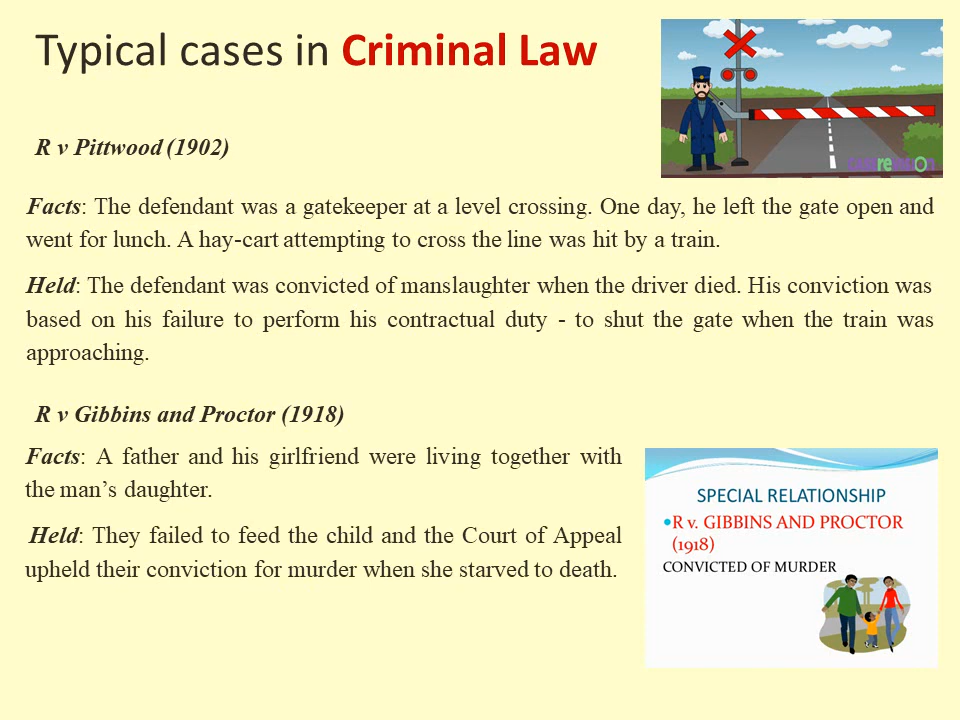 Typical cases in Criminal Law
R v Pittwood (1902)
Facts: The defendant was a gatekeeper at a level crossing. One day, he left the gate open and
went for lunch. A hay-cart attempting to cross the line was hit by a train.
Held: The defendant was convicted of manslaughter when the driver died. His conviction was
based on his failure to perform his contractual duty - to shut the gate when the train was
approaching.
R v Gibbins and Proctor (1918)
Facts: A father and his girlfriend were living together with
the man’s daughter.
Held: They failed to feed the child and the Court of Appeal
upheld their conviction for murder when she starved to death.
SPECIAL RELATIONSHIP
•R v. GIBBINS AND PROCTOR
(1918)
CONVICTED OF MURDER